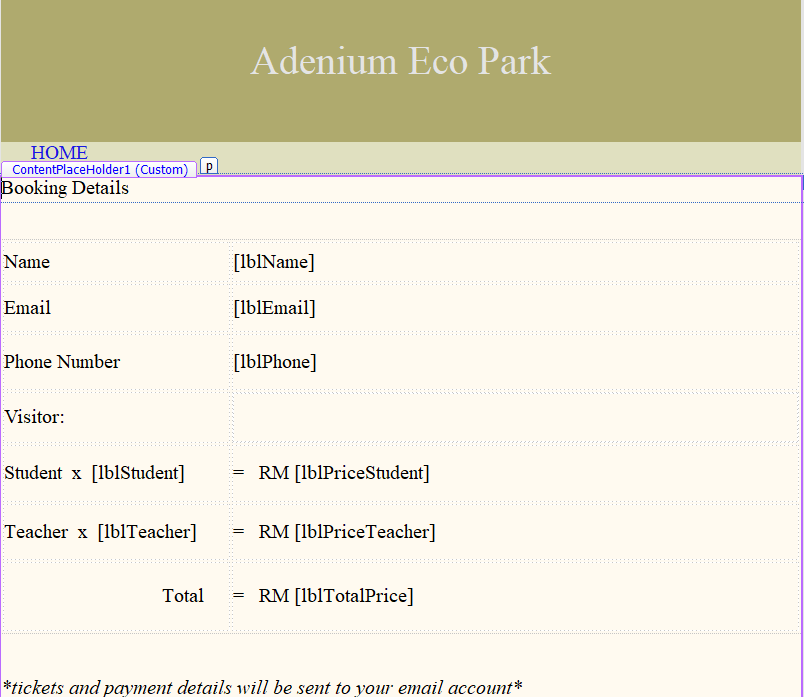 Adenium Eco Park
HOME
ContentPlaceHolder1 (Custom) p
Booking Details
Name [lblName]
Email [lblEmail]
Phone Number [lblPhone]
Visitor:
Student x [lblStudent] = RM [lblPriceStudent]
Teacher x [lblTeacher] = RM [lblPriceTeacher]
Total = RM [lblTotalPrice]
*tickets and payment details will be sent to your email account*